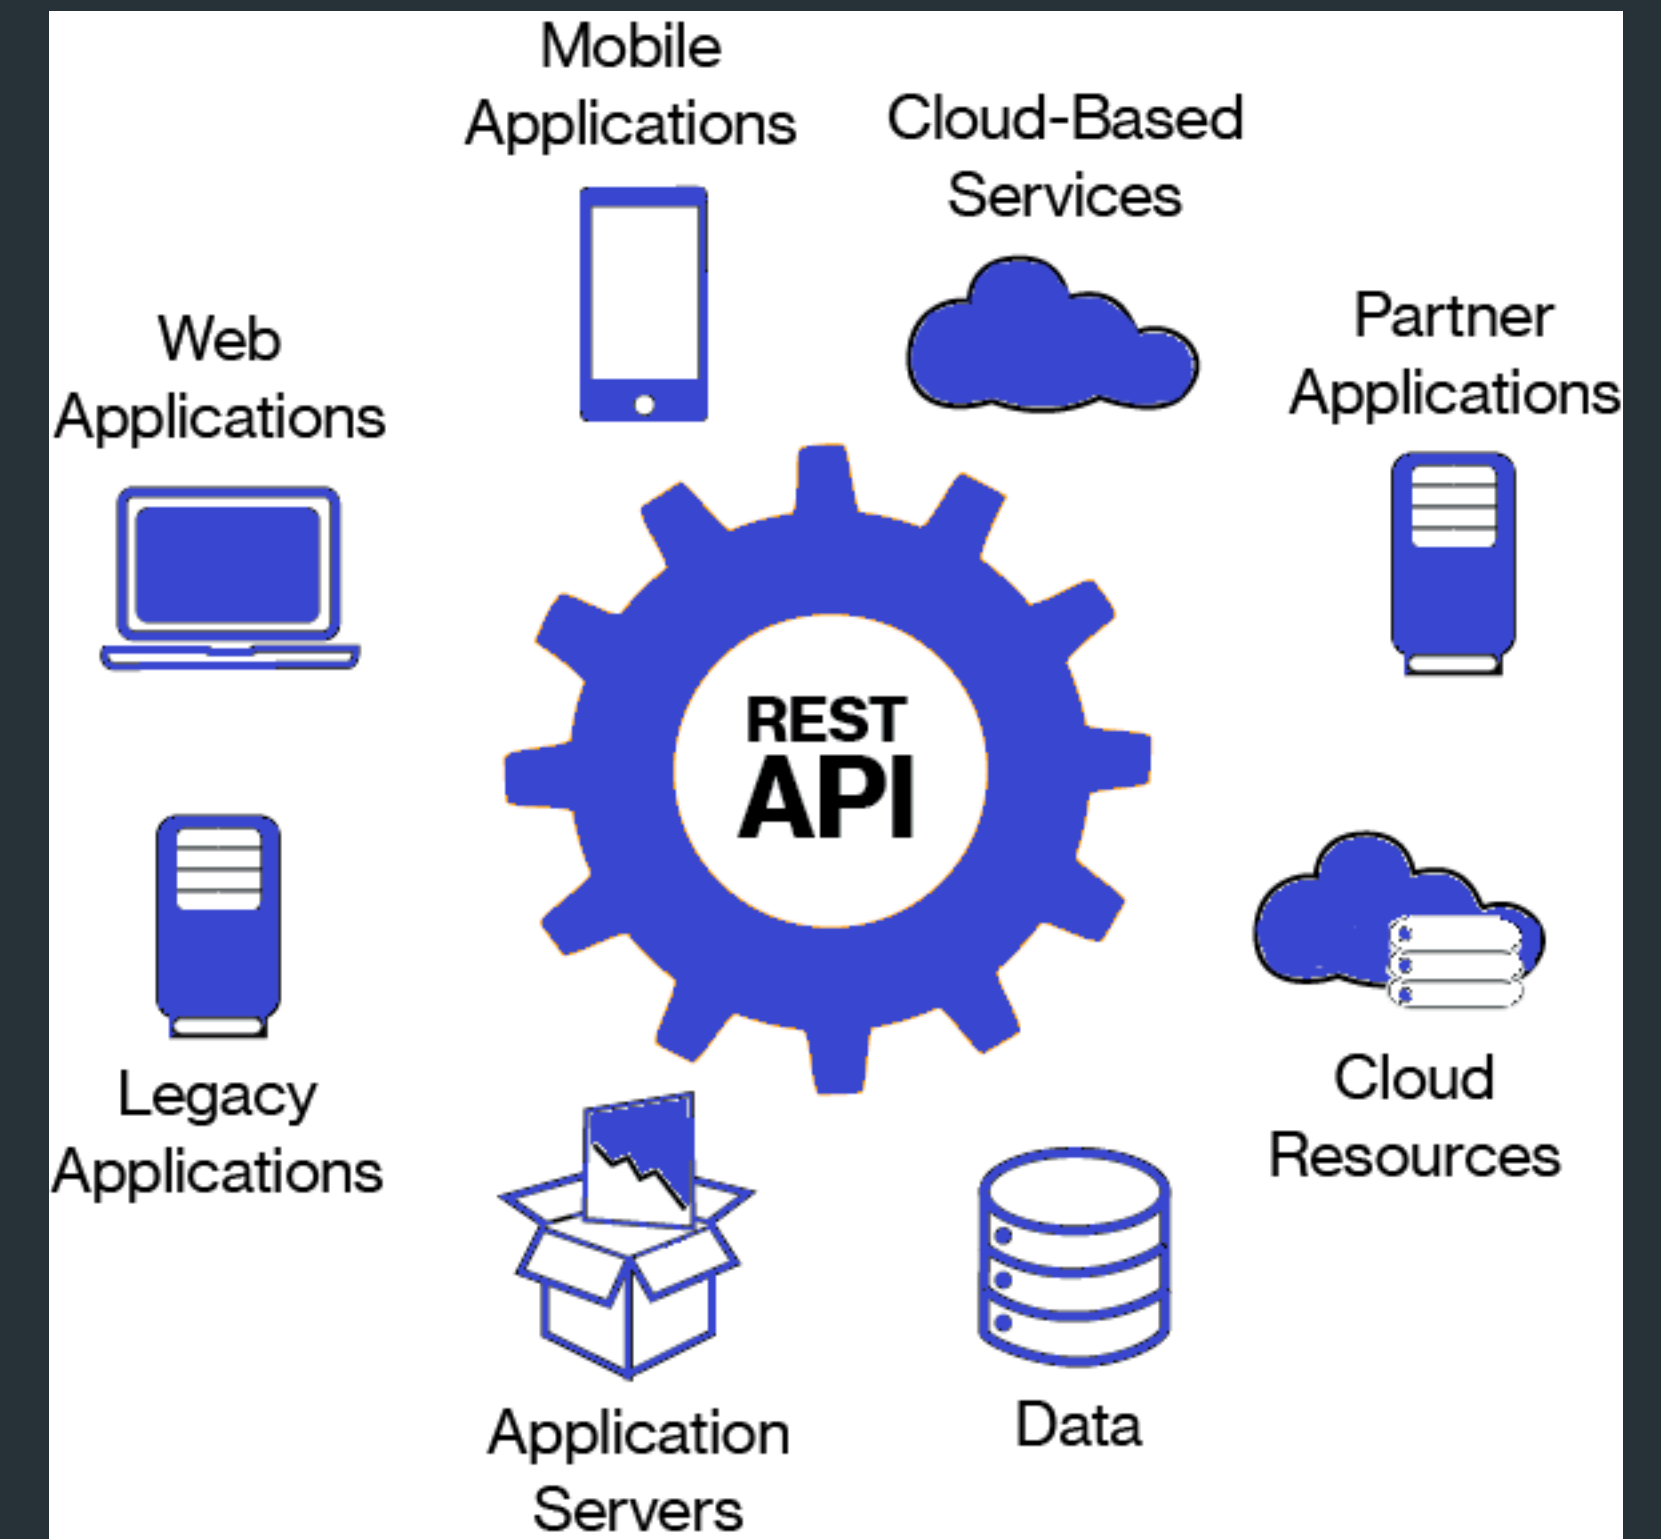 Mobile
Applications
Cloud-Based
Services
Web
Applications
Partner
Applications
REST
API
Legacy
Applications
Cloud
Resources
Application
Servers
Data